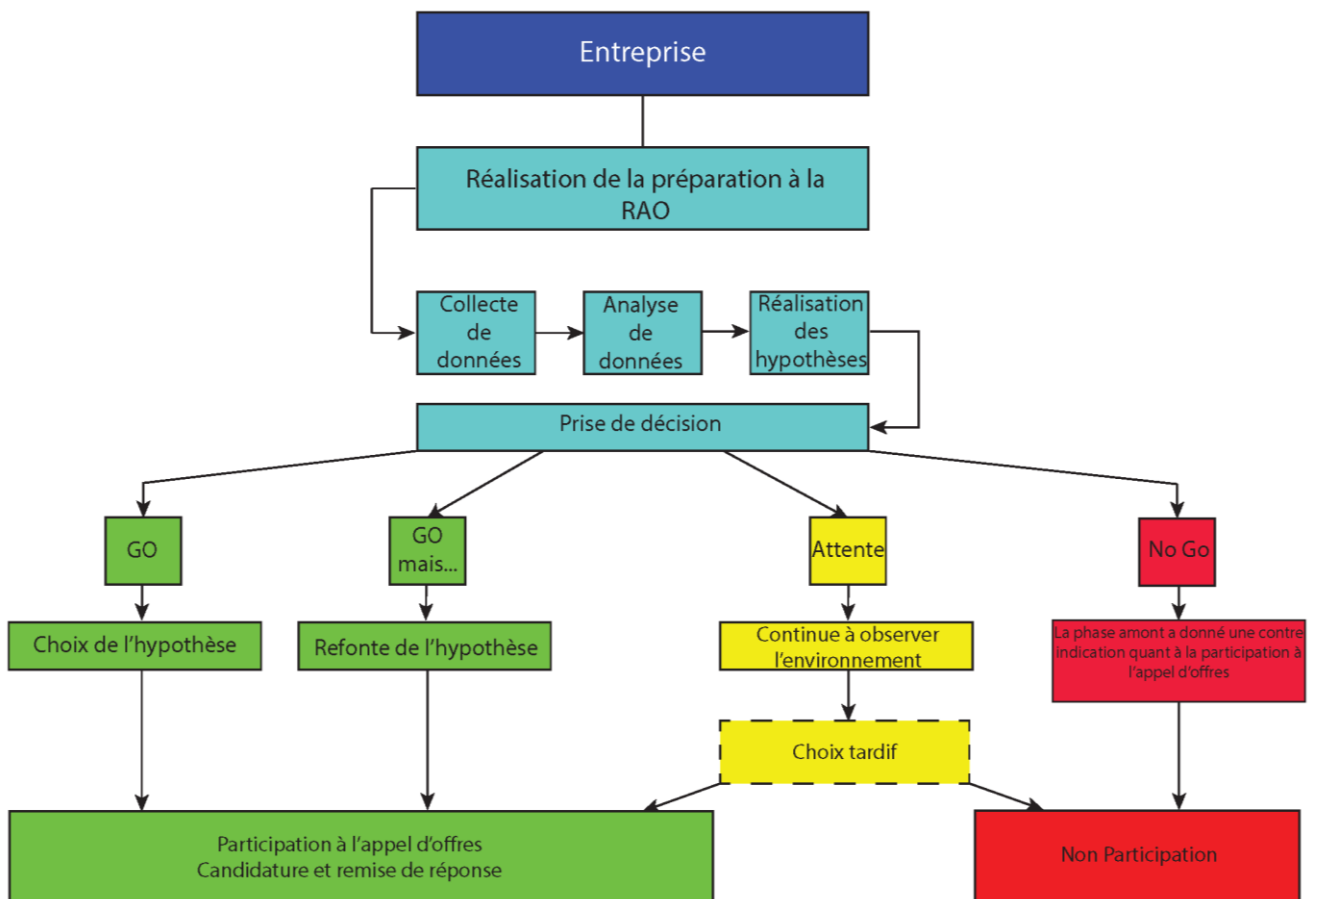 Entreprise
Réalisation de la préparation à la
RAO
Collecte
de
données
Analyse
de
données
Réalisation
des
hypothèses
Prise de décision
GO
GO
mais...
Attente
No Go
Choix de l'hypothèse
Refonte de l'hypothèse
Continue à observer
l'environnement
La phase amont a donné une contre
indication quant à la participation à
l'appel d'offres
Choix tardif
Participation à l'appel d'offres
Candidature et remise de réponse
Non Participation